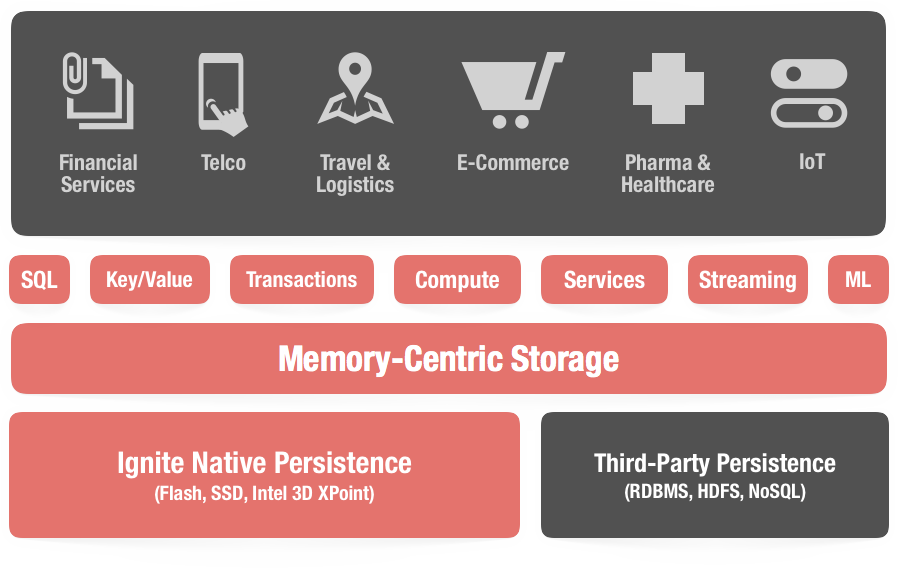 Financial
Services
Telco
Travel &
Logistics
E-Commerce
Pharma &
Healthcare
IoT
SQL
Key/Value
Transactions
Compute
Services
Streaming
ML
Memory-Centric Storage
Ignite Native Persistence
(Flash, SSD, Intel 3D XPoint)
Third-Party Persistence
(RDBMS, HDFS, NoSQL)